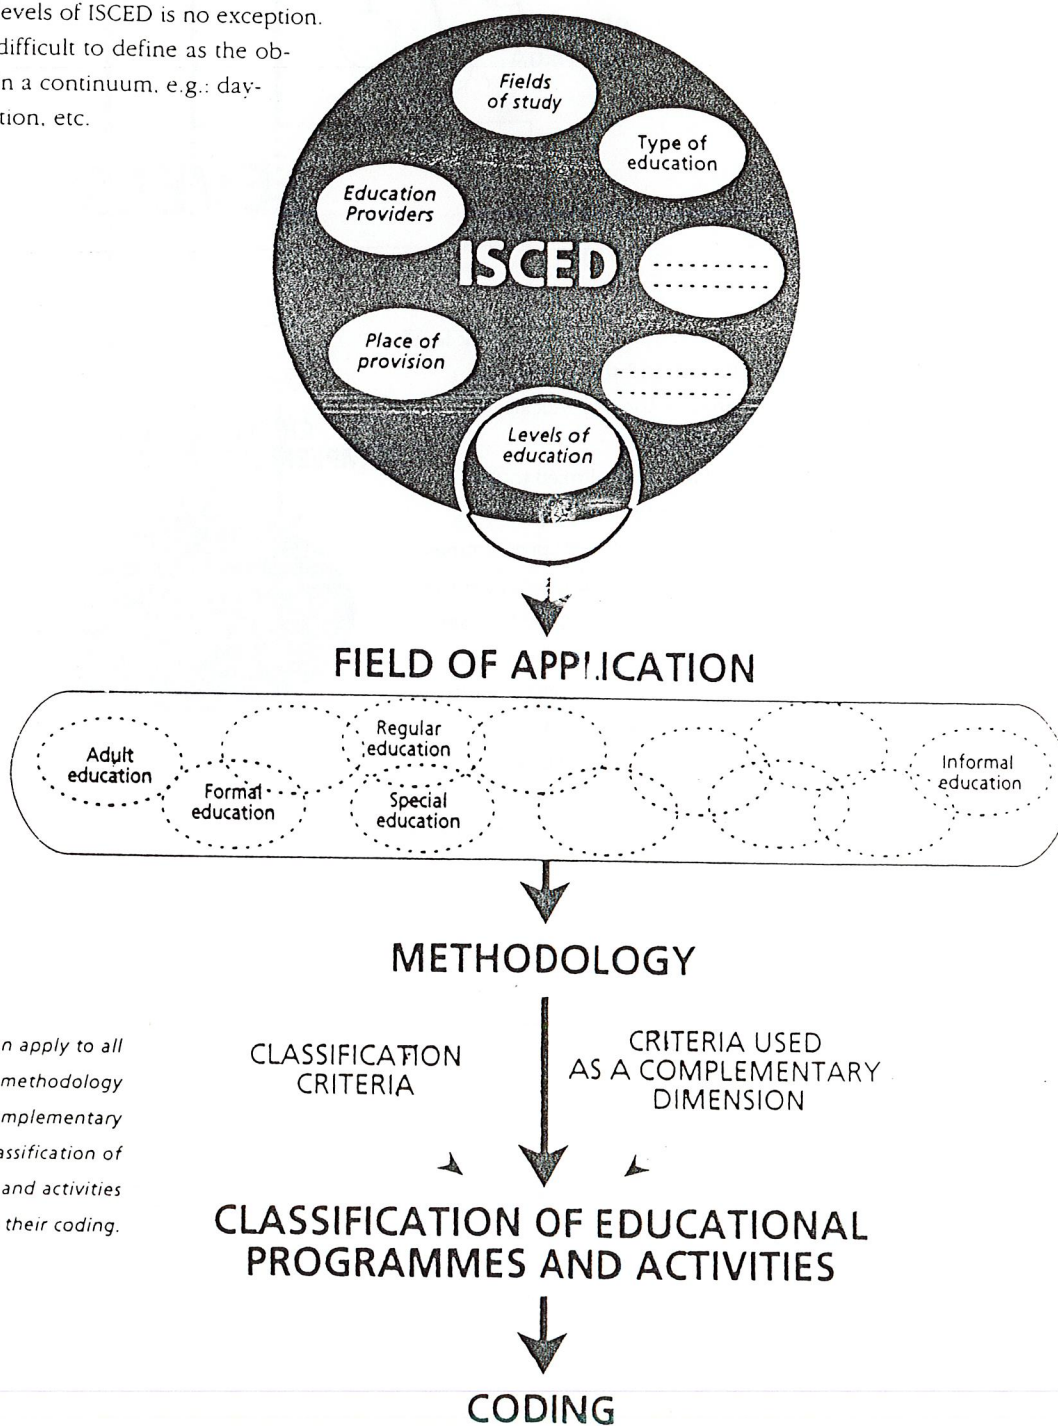 evels of ISCED is no exception.
difficult to define as the ob-
n a continuum, e.g.: day-
tion, etc.
Fields
of study
Type of
education
Education
Providers
ISCED
Place of
provision
Levels of
education
FIELD OF APPLICATION
Adult
education
Formal
education
Regular
education
Special
education
Informal
education
METHODOLOGY
n apply to all
methodology
mplementary
assification of
and activities
their coding.
CLASSIFICATION
CRITERIA
CRITERIA USED
AS A COMPLEMENTARY
DIMENSION
CLASSIFICATION OF EDUCATIONAL
PROGRAMMES AND ACTIVITIES
CODING